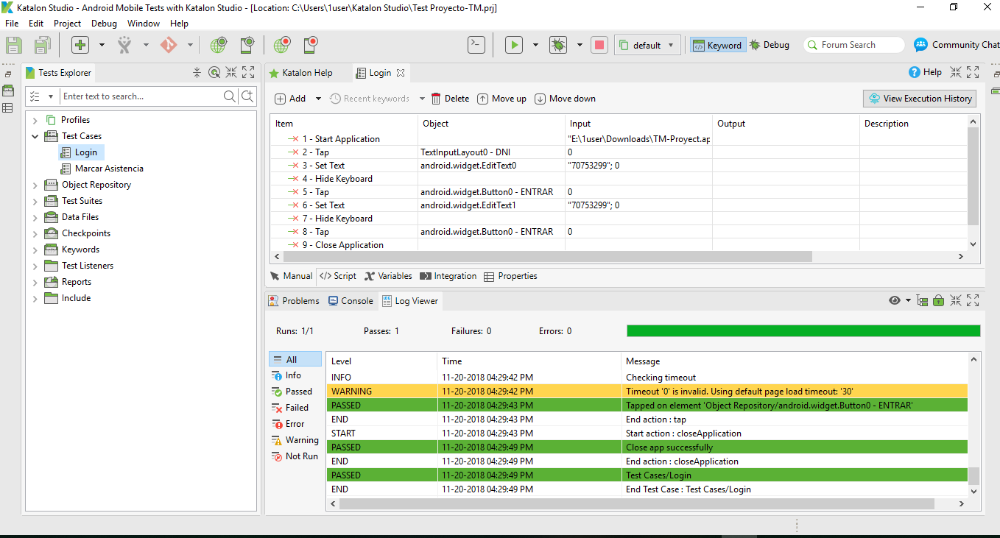 Katalon Studio - Android Mobile Tests with Katalon Studio - [Location: C:\Users\1user\Katalon Studio\Test Proyecto-TM.prj]
File Edit Project Debug Window Help
default Keyword Debug Forum Search Community Chat
Tests Explorer
Enter text to search...
Profiles
Test Cases
Login
Marcar Asistencia
Object Repository
Test Suites
Data Files
Checkpoints
Keywords
Test Listeners
Reports
Include
Katalon Help Login Help
Add Recent keywords Delete Move up Move down View Execution History
Item Object Input Output Description
1 - Start Application "E:\1user\Downloads\TM-Proyect.ap
2 - Tap TextInputLayout0 - DNI 0
3 - Set Text android.widget.EditText0 "70753299"; 0
4 - Hide Keyboard
5 - Tap android.widget.Button0 - ENTRAR 0
6 - Set Text android.widget.EditText1 "70753299"; 0
7 - Hide Keyboard
8 - Tap android.widget.Button0 - ENTRAR 0
9 - Close Application
Manual </> Script Variables Integration Properties
Problems Console Log Viewer
Runs: 1/1 Passes: 1 Failures: 0 Errors: 0
All
Info
Passed
Failed
Error
Warning
Not Run
Level Time Message
INFO 11-20-2018 04:29:42 PM Checking timeout
WARNING 11-20-2018 04:29:42 PM Timeout '0' is invalid. Using default page load timeout: '30'
PASSED 11-20-2018 04:29:43 PM Tapped on element 'Object Repository/android.widget.Button0 - ENTRAR'
END 11-20-2018 04:29:43 PM End action : tap
START 11-20-2018 04:29:43 PM Start action : closeApplication
PASSED 11-20-2018 04:29:49 PM Close app successfully
END 11-20-2018 04:29:49 PM End action : closeApplication
PASSED 11-20-2018 04:29:49 PM Test Cases/Login
END 11-20-2018 04:29:49 PM End Test Case : Test Cases/Login